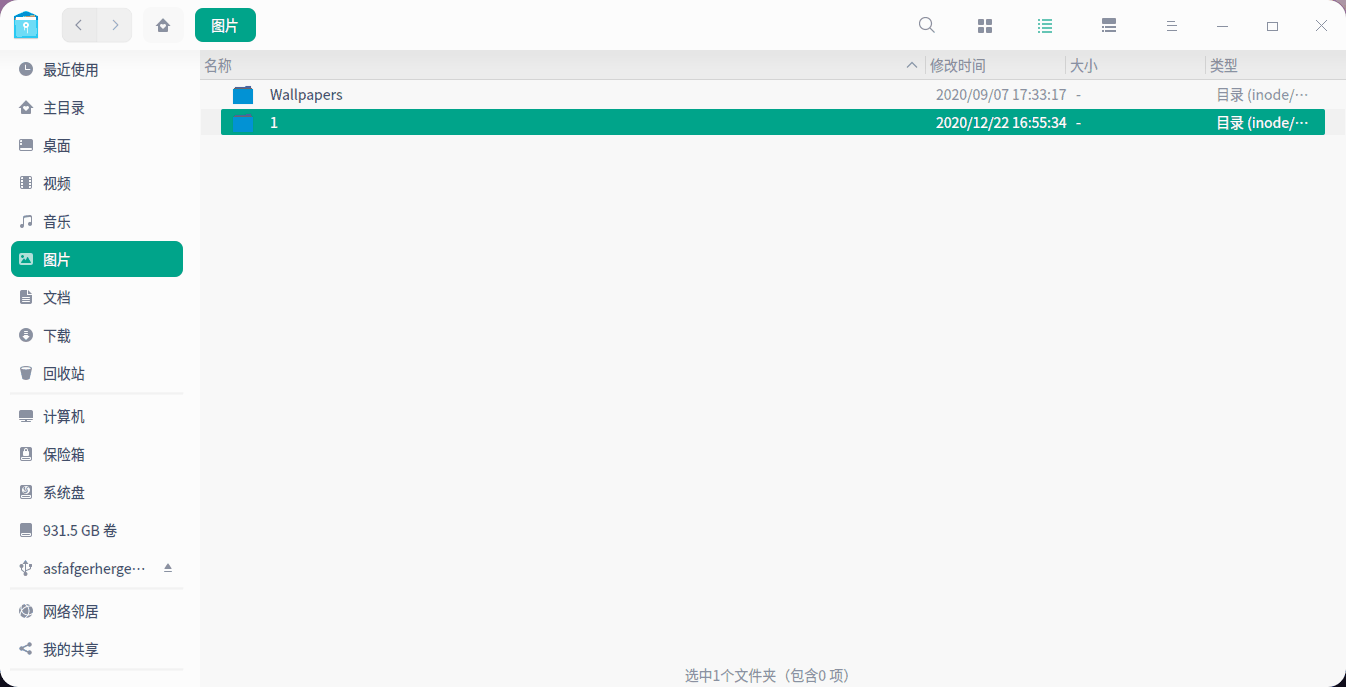 图片
最近使用
主目录
桌面
视频
音乐
图片
文档
下载
回收站
计算机
保险箱
系统盘
931.5 GB 卷
asfafgerherge…
网络邻居
我的共享
名称 修改时间 大小 类型
Wallpapers 2020/09/07 17:33:17 - 目录 (inode/…
1 2020/12/22 16:55:34 - 目录 (inode/…
选中1个文件夹（包含0 项）